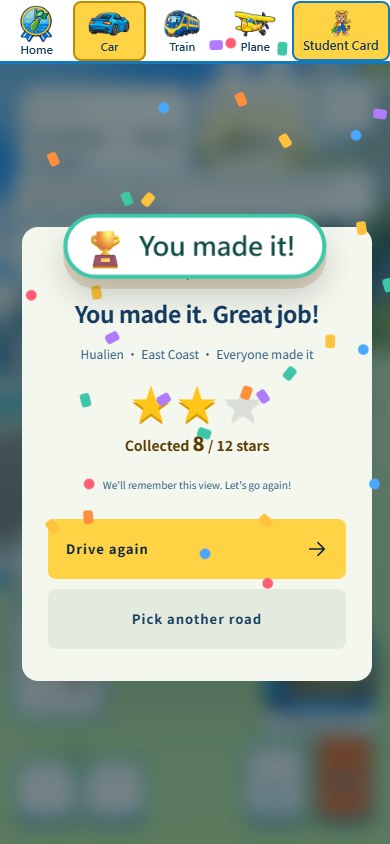 Home
Car
Train
Plane
Student Card
You made it!
You made it. Great job!
Hualien · East Coast · Everyone made it
Collected 8 / 12 stars
We'll remember this view. Let's go again!
Drive again
Pick another road